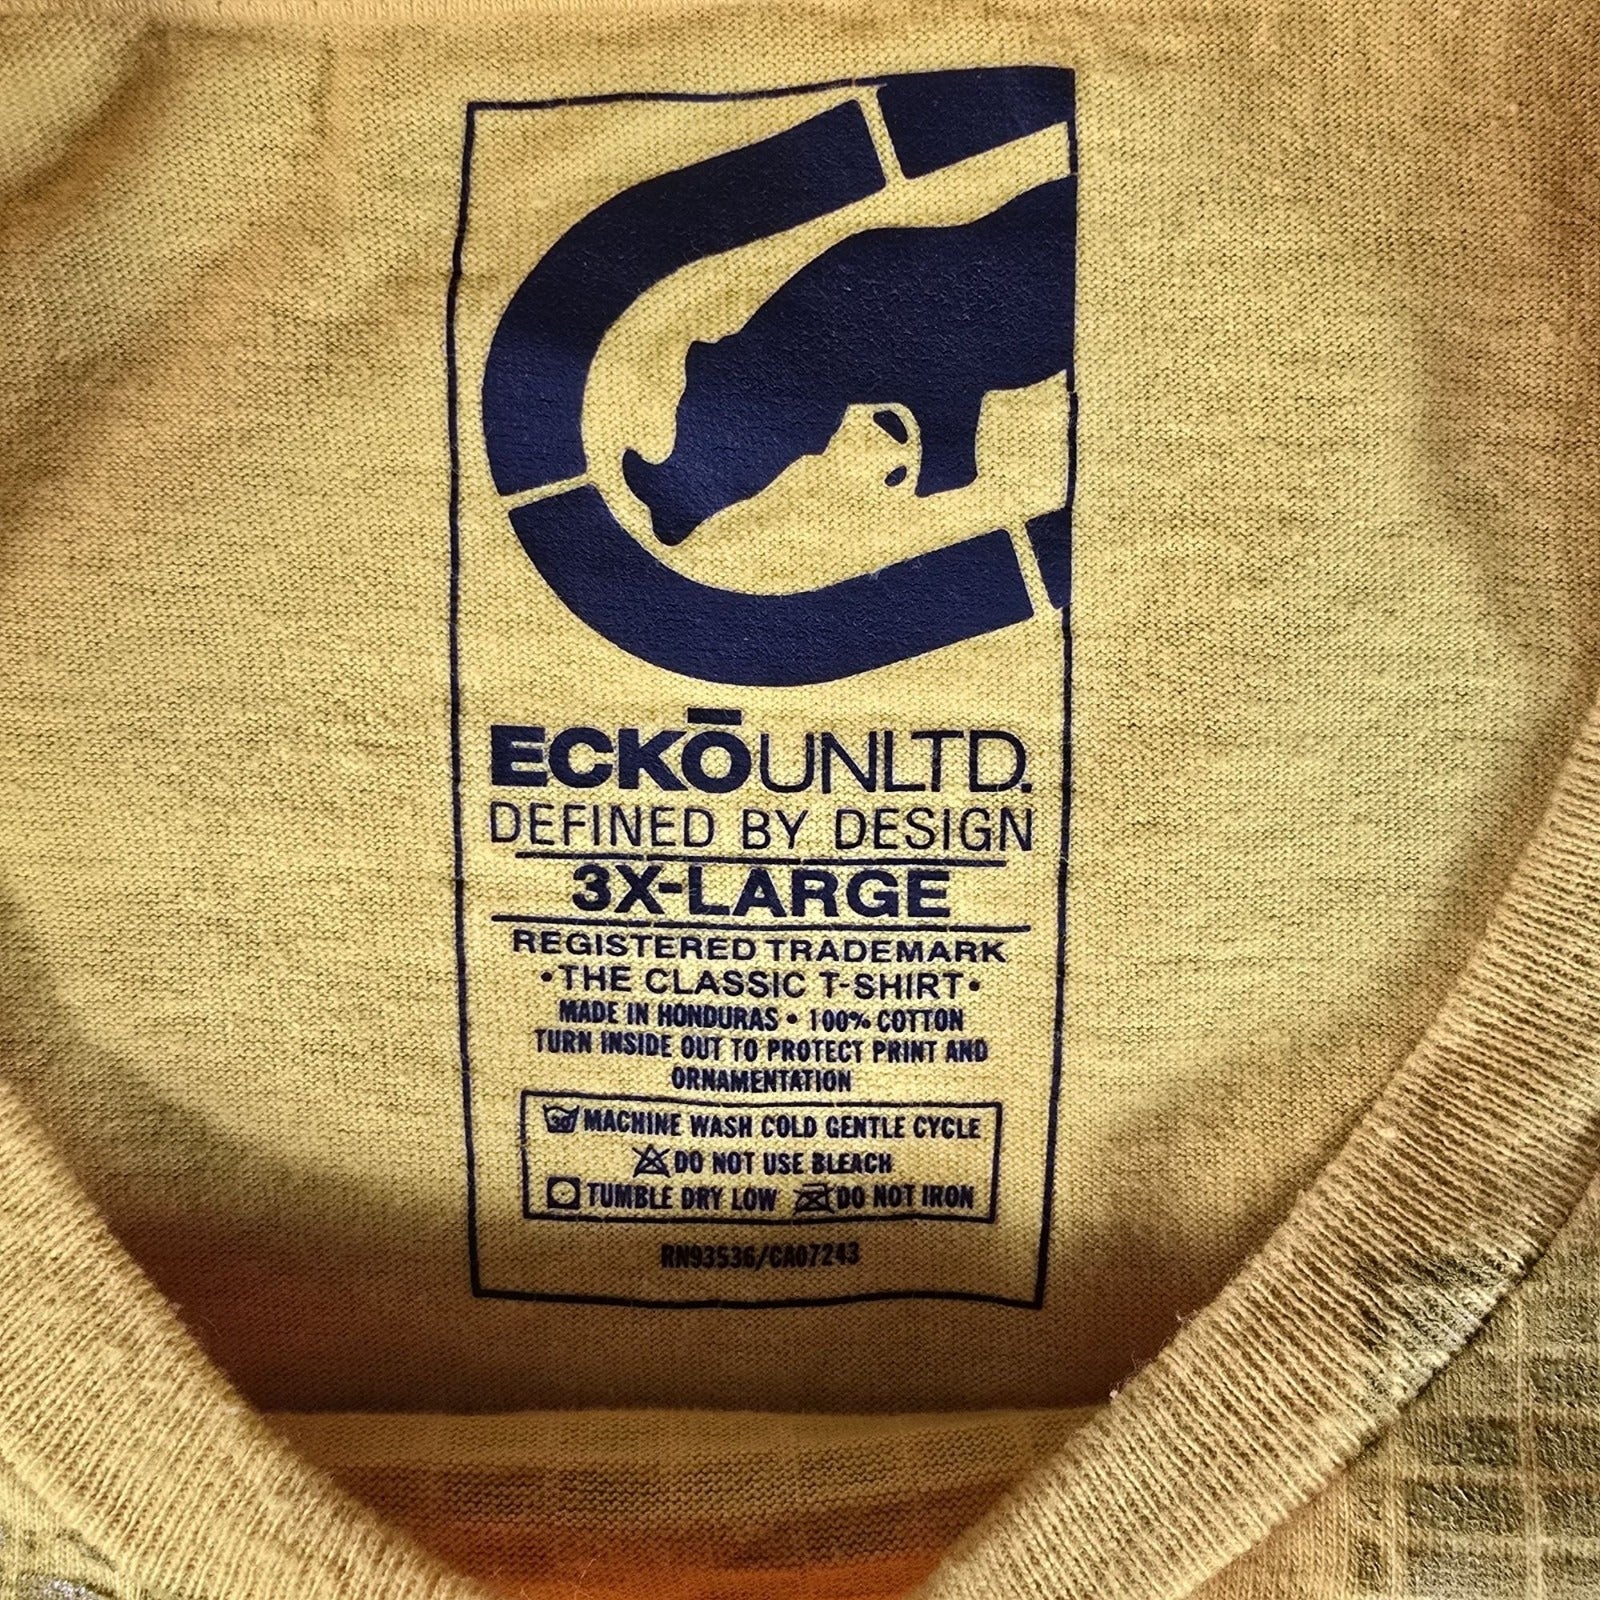 ECKŌUNLTD.
DEFINED BY DESIGN
3X-LARGE
REGISTERED TRADEMARK
•THE CLASSIC T-SHIRT•
MADE IN HONDURAS • 100% COTTON
TURN INSIDE OUT TO PROTECT PRINT AND
ORNAMENTATION
30 MACHINE WASH COLD GENTLE CYCLE
DO NOT USE BLEACH
TUMBLE DRY LOW DO NOT IRON
RN93536/CA07243